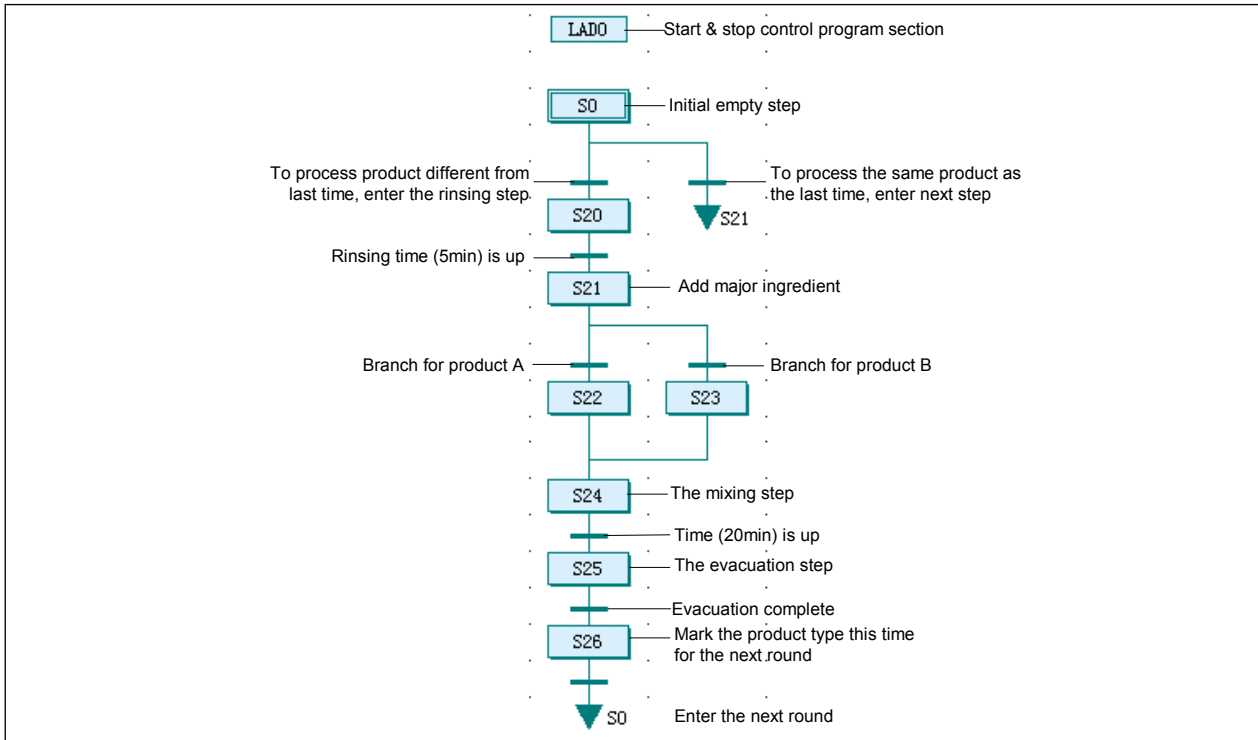 LAD0 Start & stop control program section
S0 Initial empty step
To process product different from
last time, enter the rinsing step
To process the same product as
the last time, enter next step
S20
S21
Rinsing time (5min) is up
S21 Add major ingredient
Branch for product A
Branch for product B
S22
S23
S24 The mixing step
Time (20min) is up
S25 The evacuation step
Evacuation complete
S26 Mark the product type this time
for the next round
S0 Enter the next round